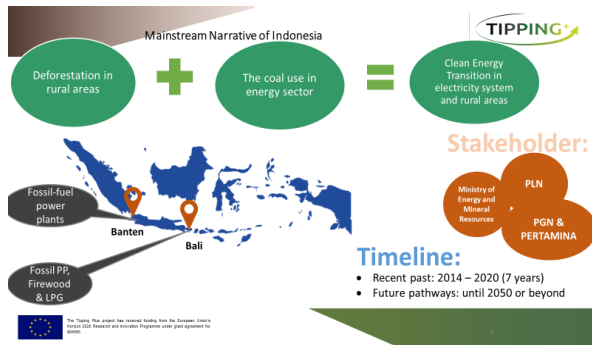 Mainstream Narrative of Indonesia
TIPPING+
Deforestation in
rural areas
The coal use in
energy sector
Clean Energy
Transition in
electricity system
and rural areas
Stakeholder:
Ministry of
Energy and
Mineral
Resources
PLN
PGN &
PERTAMINA
Fossil-fuel
power
plants
Banten
Bali
Fossil PP,
Firewood
& LPG
Timeline:
• Recent past: 2014 – 2020 (7 years)
• Future pathways: until 2050 or beyond
The Tipping Plus project has received funding from the European Union's
Horizon 2020 Research and Innovation Programme under grant agreement No